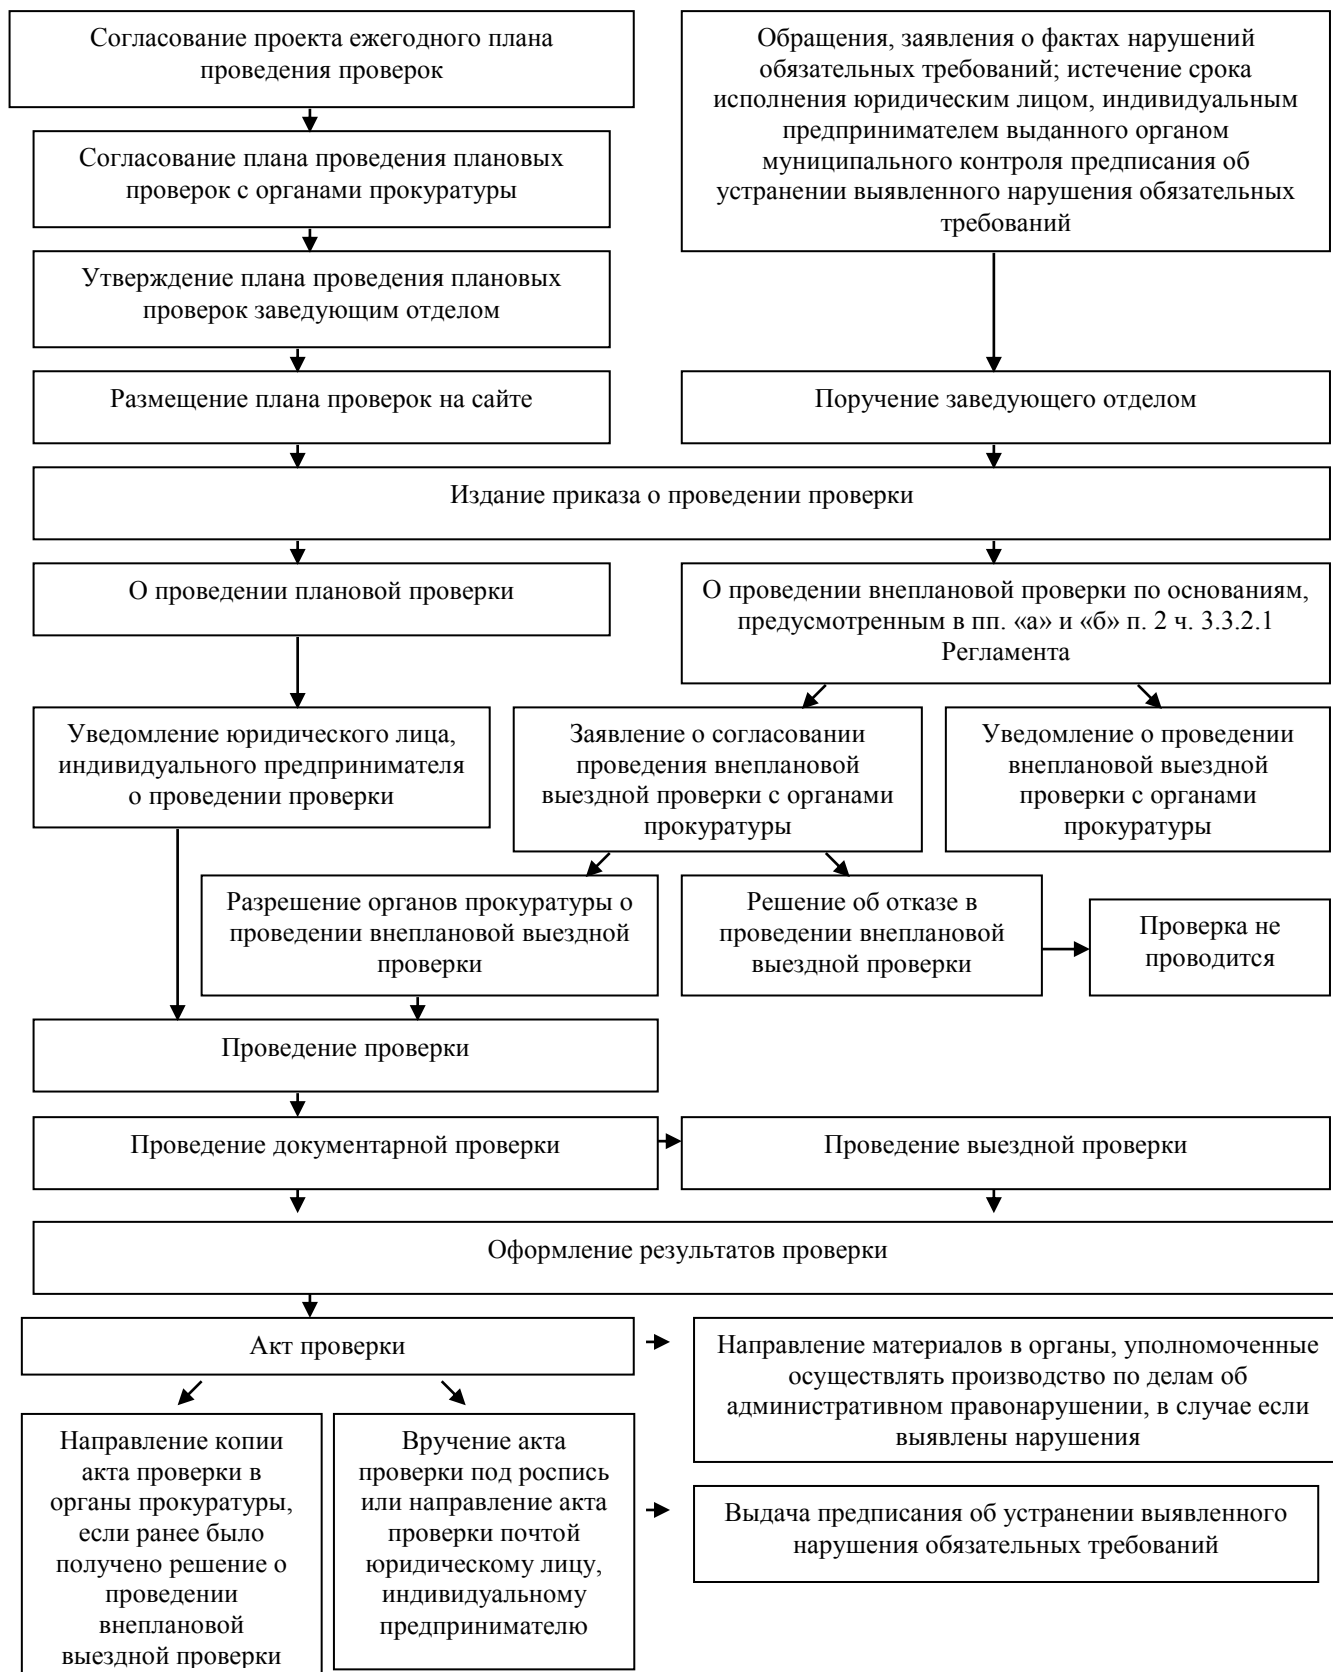 Согласование проекта ежегодного плана
проведения проверок
Обращения, заявления о фактах нарушений
обязательных требований; истечение срока
исполнения юридическим лицом, индивидуальным
предпринимателем выданного органом
муниципального контроля предписания об
устранении выявленного нарушения обязательных
требований
Согласование плана проведения плановых
проверок с органами прокуратуры
Утверждение плана проведения плановых
проверок заведующим отделом
Размещение плана проверок на сайте
Поручение заведующего отделом
Издание приказа о проведении проверки
О проведении плановой проверки
О проведении внеплановой проверки по основаниям,
предусмотренным в пп. «а» и «б» п. 2 ч. 3.3.2.1
Регламента
Уведомление юридического лица,
индивидуального предпринимателя
о проведении проверки
Заявление о согласовании
проведения внеплановой
выездной проверки с органами
прокуратуры
Уведомление о проведении
внеплановой выездной
проверки с органами
прокуратуры
Разрешение органов прокуратуры о
проведении внеплановой выездной
проверки
Решение об отказе в
проведении внеплановой
выездной проверки
Проверка не
проводится
Проведение проверки
Проведение документарной проверки
Проведение выездной проверки
Оформление результатов проверки
Акт проверки
Направление материалов в органы, уполномоченные
осуществлять производство по делам об
административном правонарушении, в случае если
выявлены нарушения
Направление копии
акта проверки в
органы прокуратуры,
если ранее было
получено решение о
проведении
внеплановой
выездной проверки
Вручение акта
проверки под роспись
или направление акта
проверки почтой
юридическому лицу,
индивидуальному
предпринимателю
Выдача предписания об устранении выявленного
нарушения обязательных требований